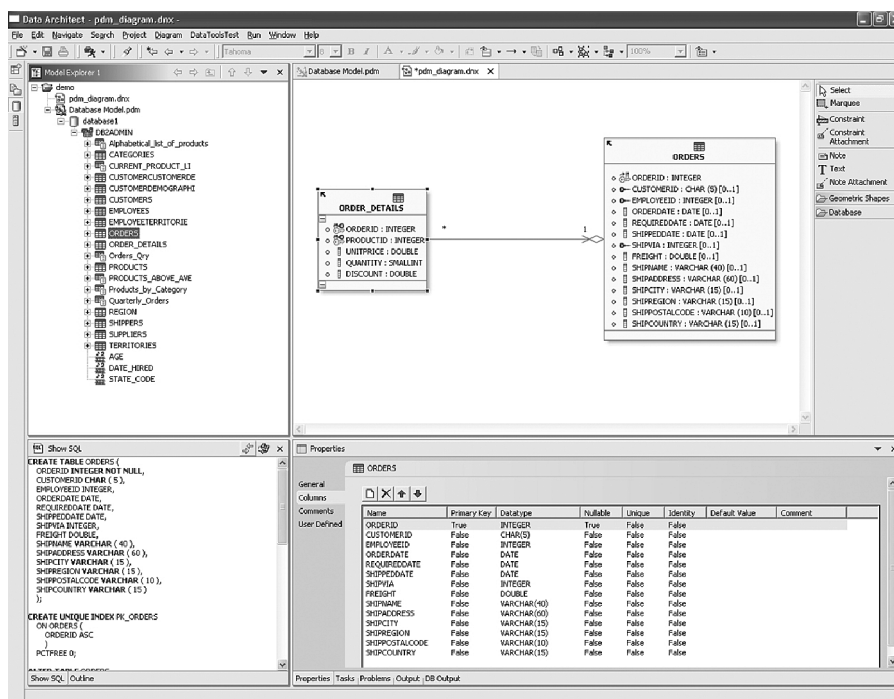 Data Architect - pdm_diagram.dnx -
File Edit Navigate Search Project Diagram DataToolsTest Run Window Help
Tahoma 8 B I A 100%
Model Explorer 1
demo
pdm_diagram.dnx
Database Model.pdm
database1
DB2ADMIN
Alphabetical_list_of_products
CATEGORIES
CURRENT_PRODUCT_LI
CUSTOMERCUSTOMERDE
CUSTOMERDEMOGRAPHI
CUSTOMERS
EMPLOYEES
EMPLOYEETERRITORIE
ORDERS
ORDER_DETAILS
Orders_Qry
PRODUCTS
PRODUCTS_ABOVE_AVE
Products_by_Category
Quarterly_Orders
REGION
SHIPPERS
SUPPLIERS
TERRITORIES
AGE
DATE_HIRED
STATE_CODE
Database Model.pdm *pdm_diagram.dnx
ORDER_DETAILS
ORDERID : INTEGER
PRODUCTID : INTEGER
UNITPRICE : DOUBLE
QUANTITY : SMALLINT
DISCOUNT : DOUBLE
* 1
ORDERS
ORDERID : INTEGER
CUSTOMERID : CHAR (5) [0..1]
EMPLOYEEID : INTEGER [0..1]
ORDERDATE : DATE [0..1]
REQUIREDDATE : DATE [0..1]
SHIPPEDDATE : DATE [0..1]
SHIPVIA : INTEGER [0..1]
FREIGHT : DOUBLE [0..1]
SHIPNAME : VARCHAR (40) [0..1]
SHIPADDRESS : VARCHAR (60) [0..1]
SHIPCITY : VARCHAR (15) [0..1]
SHIPREGION : VARCHAR (15) [0..1]
SHIPPOSTALCODE : VARCHAR (10) [0..1]
SHIPCOUNTRY : VARCHAR (15) [0..1]
Select
Marquee
Constraint
Constraint
Attachment
Note
Text
Note Attachment
Geometric Shapes
Database
Show SQL
CREATE TABLE ORDERS (
ORDERID INTEGER NOT NULL,
CUSTOMERID CHAR ( 5 ),
EMPLOYEEID INTEGER,
ORDERDATE DATE,
REQUIREDDATE DATE,
SHIPPEDDATE DATE,
SHIPVIA INTEGER,
FREIGHT DOUBLE,
SHIPNAME VARCHAR ( 40 ),
SHIPADDRESS VARCHAR ( 60 ),
SHIPCITY VARCHAR ( 15 ),
SHIPREGION VARCHAR ( 15 ),
SHIPPOSTALCODE VARCHAR ( 10 ),
SHIPCOUNTRY VARCHAR ( 15 )
);
CREATE UNIQUE INDEX PK_ORDERS
ON ORDERS (
ORDERID ASC
)
PCTFREE 0;
ALTER TABLE ORDERS
Show SQL Outline
Properties
ORDERS
General
Columns
Comments
User Defined
Name Primary Key Datatype Nullable Unique Identity Default Value Comment
ORDERID True INTEGER True False False
CUSTOMERID False CHAR(5) False False False
EMPLOYEEID False INTEGER False False False
ORDERDATE False DATE False False False
REQUIREDDATE False DATE False False False
SHIPPEDDATE False DATE False False False
SHIPVIA False INTEGER False False False
FREIGHT False DOUBLE False False False
SHIPNAME False VARCHAR(40) False False False
SHIPADDRESS False VARCHAR(60) False False False
SHIPCITY False VARCHAR(15) False False False
SHIPREGION False VARCHAR(15) False False False
SHIPPOSTALCODE False VARCHAR(10) False False False
SHIPCOUNTRY False VARCHAR(15) False False False
Properties Tasks Problems Output DB Output